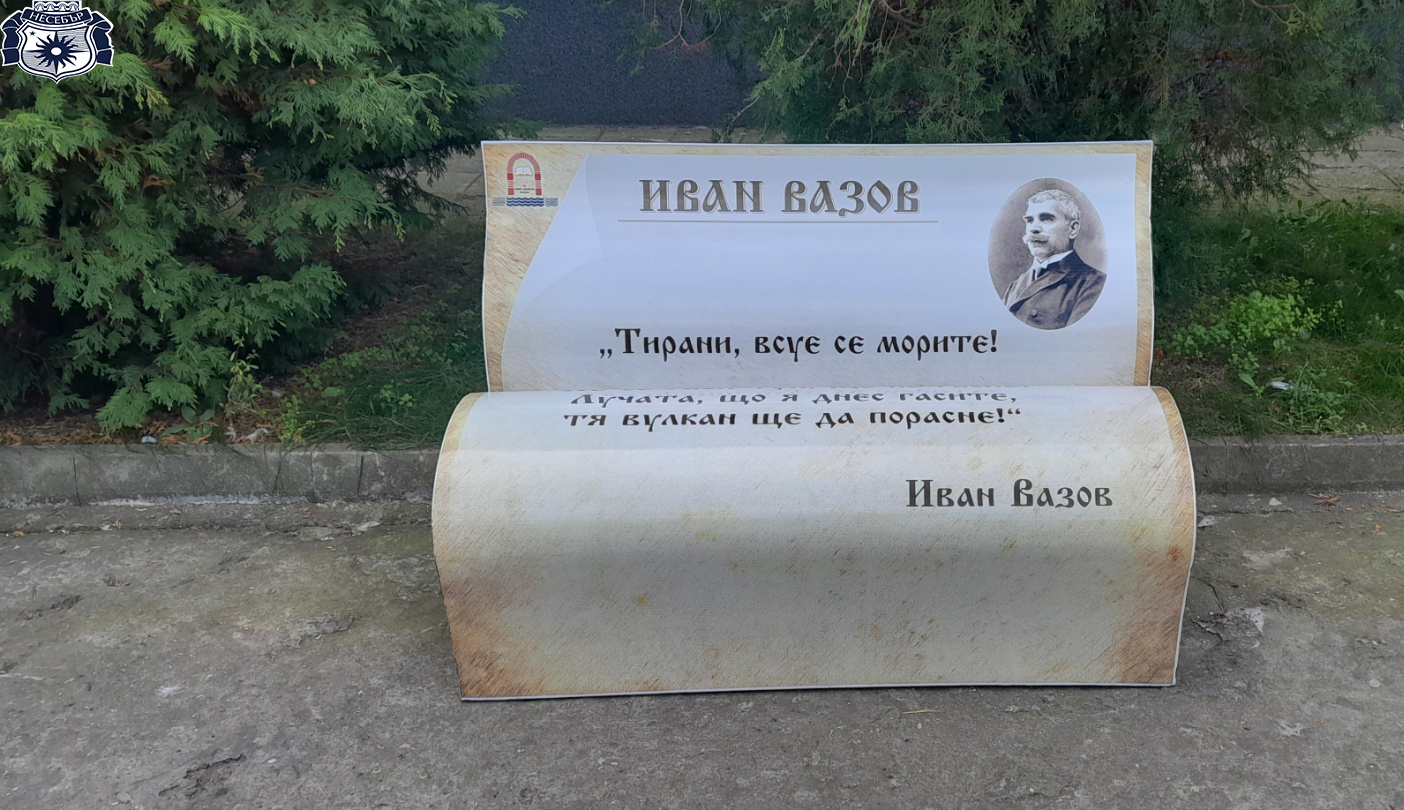 НЕСЕБЪР
ИВАН ВАЗОВ
„Тирани, всуе се морите!
Лучата, що я днес гасите,
тя вулкан ще да порасне!“
Иван Вазов